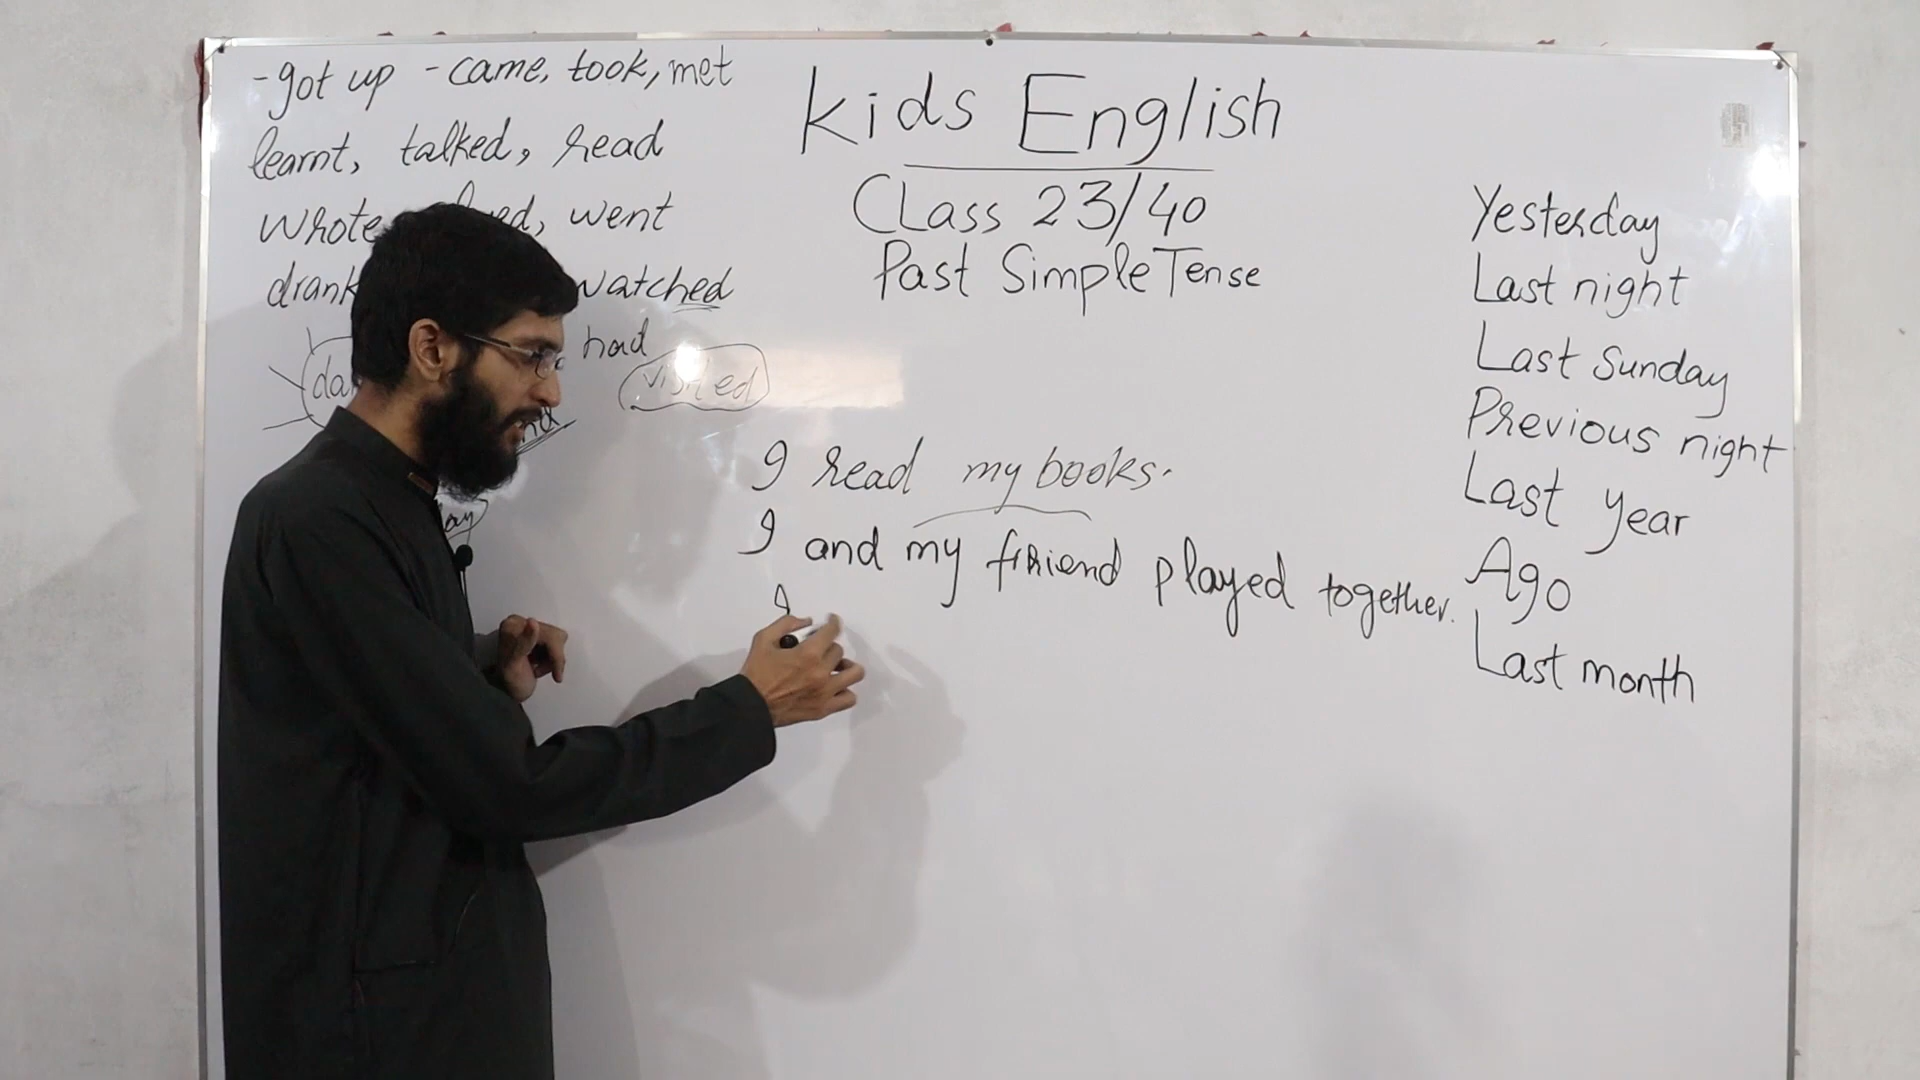 - got up - came, took, met
learnt, talked, read
wrote went
drank watched
had
visited
kids English
Class 23/40
Past Simple Tense
I read my books.
I and my friend played together.
I
Yesterday
Last night
Last Sunday
Previous night
Last year
Ago
Last month